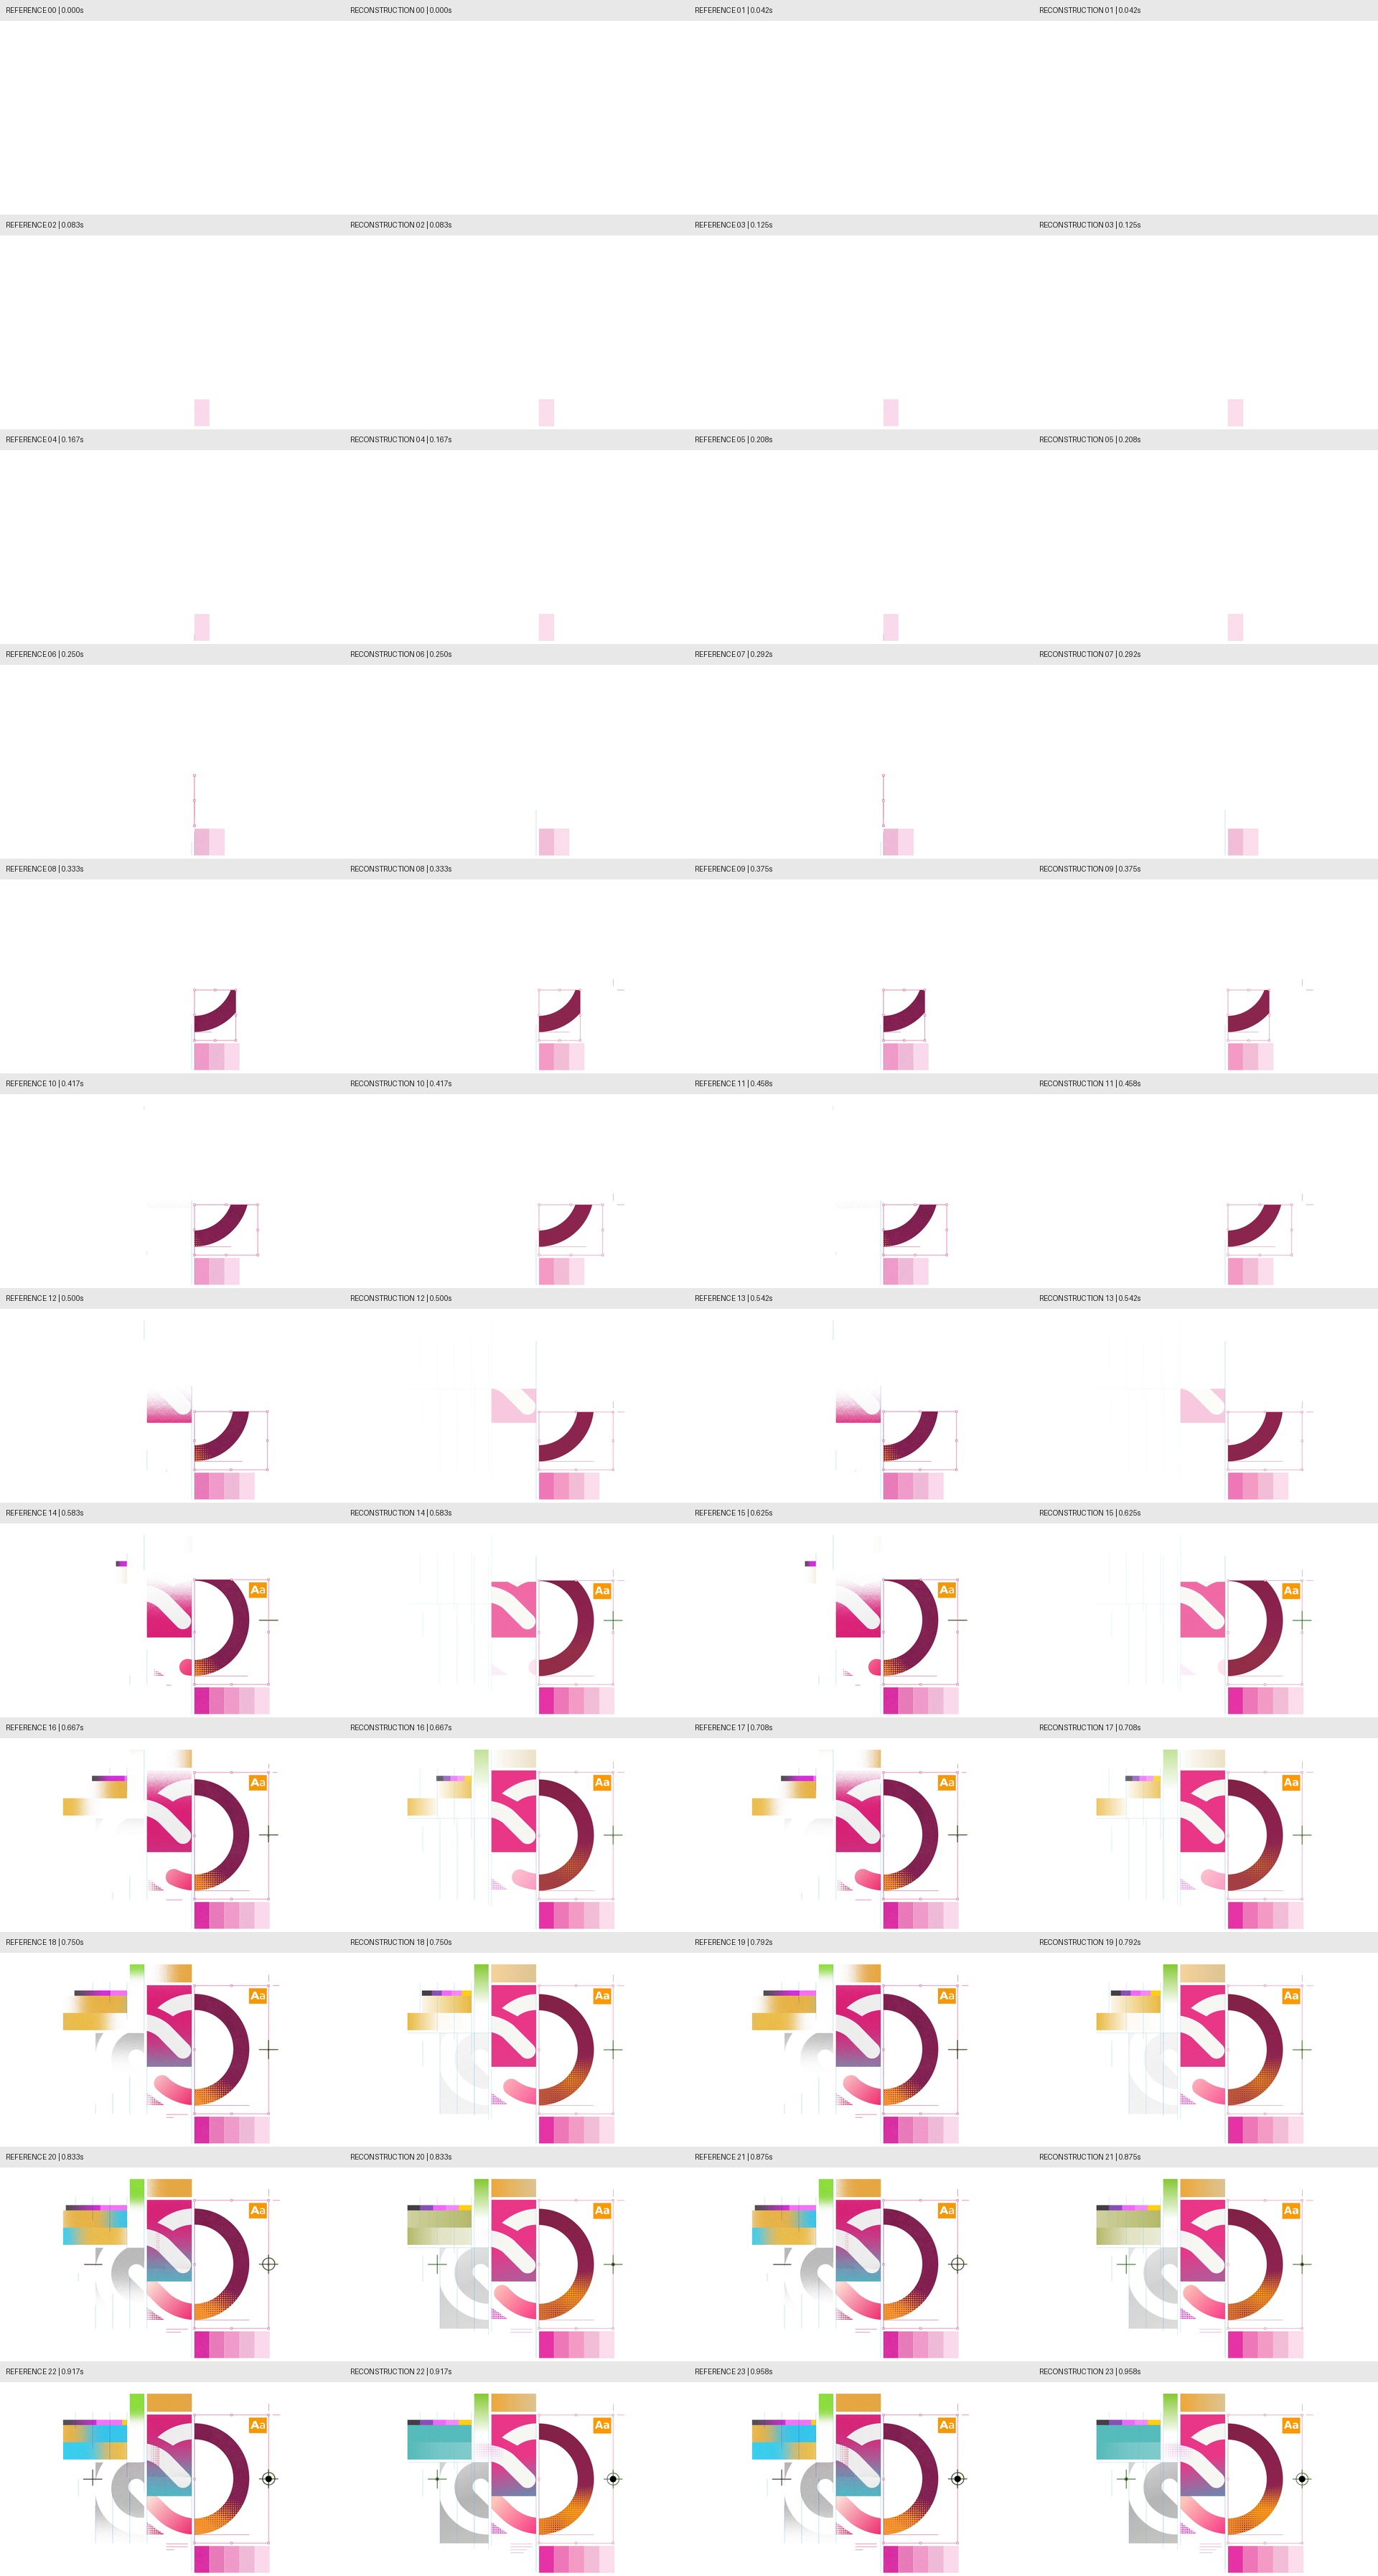 REFERENCE 00 | 0.000s RECONSTRUCTION 00 | 0.000s REFERENCE 01 | 0.042s RECONSTRUCTION 01 | 0.042s
REFERENCE 02 | 0.083s RECONSTRUCTION 02 | 0.083s REFERENCE 03 | 0.125s RECONSTRUCTION 03 | 0.125s
REFERENCE 04 | 0.167s RECONSTRUCTION 04 | 0.167s REFERENCE 05 | 0.208s RECONSTRUCTION 05 | 0.208s
REFERENCE 06 | 0.250s RECONSTRUCTION 06 | 0.250s REFERENCE 07 | 0.292s RECONSTRUCTION 07 | 0.292s
REFERENCE 08 | 0.333s RECONSTRUCTION 08 | 0.333s REFERENCE 09 | 0.375s RECONSTRUCTION 09 | 0.375s
REFERENCE 10 | 0.417s RECONSTRUCTION 10 | 0.417s REFERENCE 11 | 0.458s RECONSTRUCTION 11 | 0.458s
REFERENCE 12 | 0.500s RECONSTRUCTION 12 | 0.500s REFERENCE 13 | 0.542s RECONSTRUCTION 13 | 0.542s
REFERENCE 14 | 0.583s RECONSTRUCTION 14 | 0.583s REFERENCE 15 | 0.625s RECONSTRUCTION 15 | 0.625s
Aa Aa Aa Aa
REFERENCE 16 | 0.667s RECONSTRUCTION 16 | 0.667s REFERENCE 17 | 0.708s RECONSTRUCTION 17 | 0.708s
Aa Aa Aa Aa
REFERENCE 18 | 0.750s RECONSTRUCTION 18 | 0.750s REFERENCE 19 | 0.792s RECONSTRUCTION 19 | 0.792s
Aa Aa Aa Aa
REFERENCE 20 | 0.833s RECONSTRUCTION 20 | 0.833s REFERENCE 21 | 0.875s RECONSTRUCTION 21 | 0.875s
Aa Aa Aa Aa
REFERENCE 22 | 0.917s RECONSTRUCTION 22 | 0.917s REFERENCE 23 | 0.958s RECONSTRUCTION 23 | 0.958s
Aa Aa Aa Aa